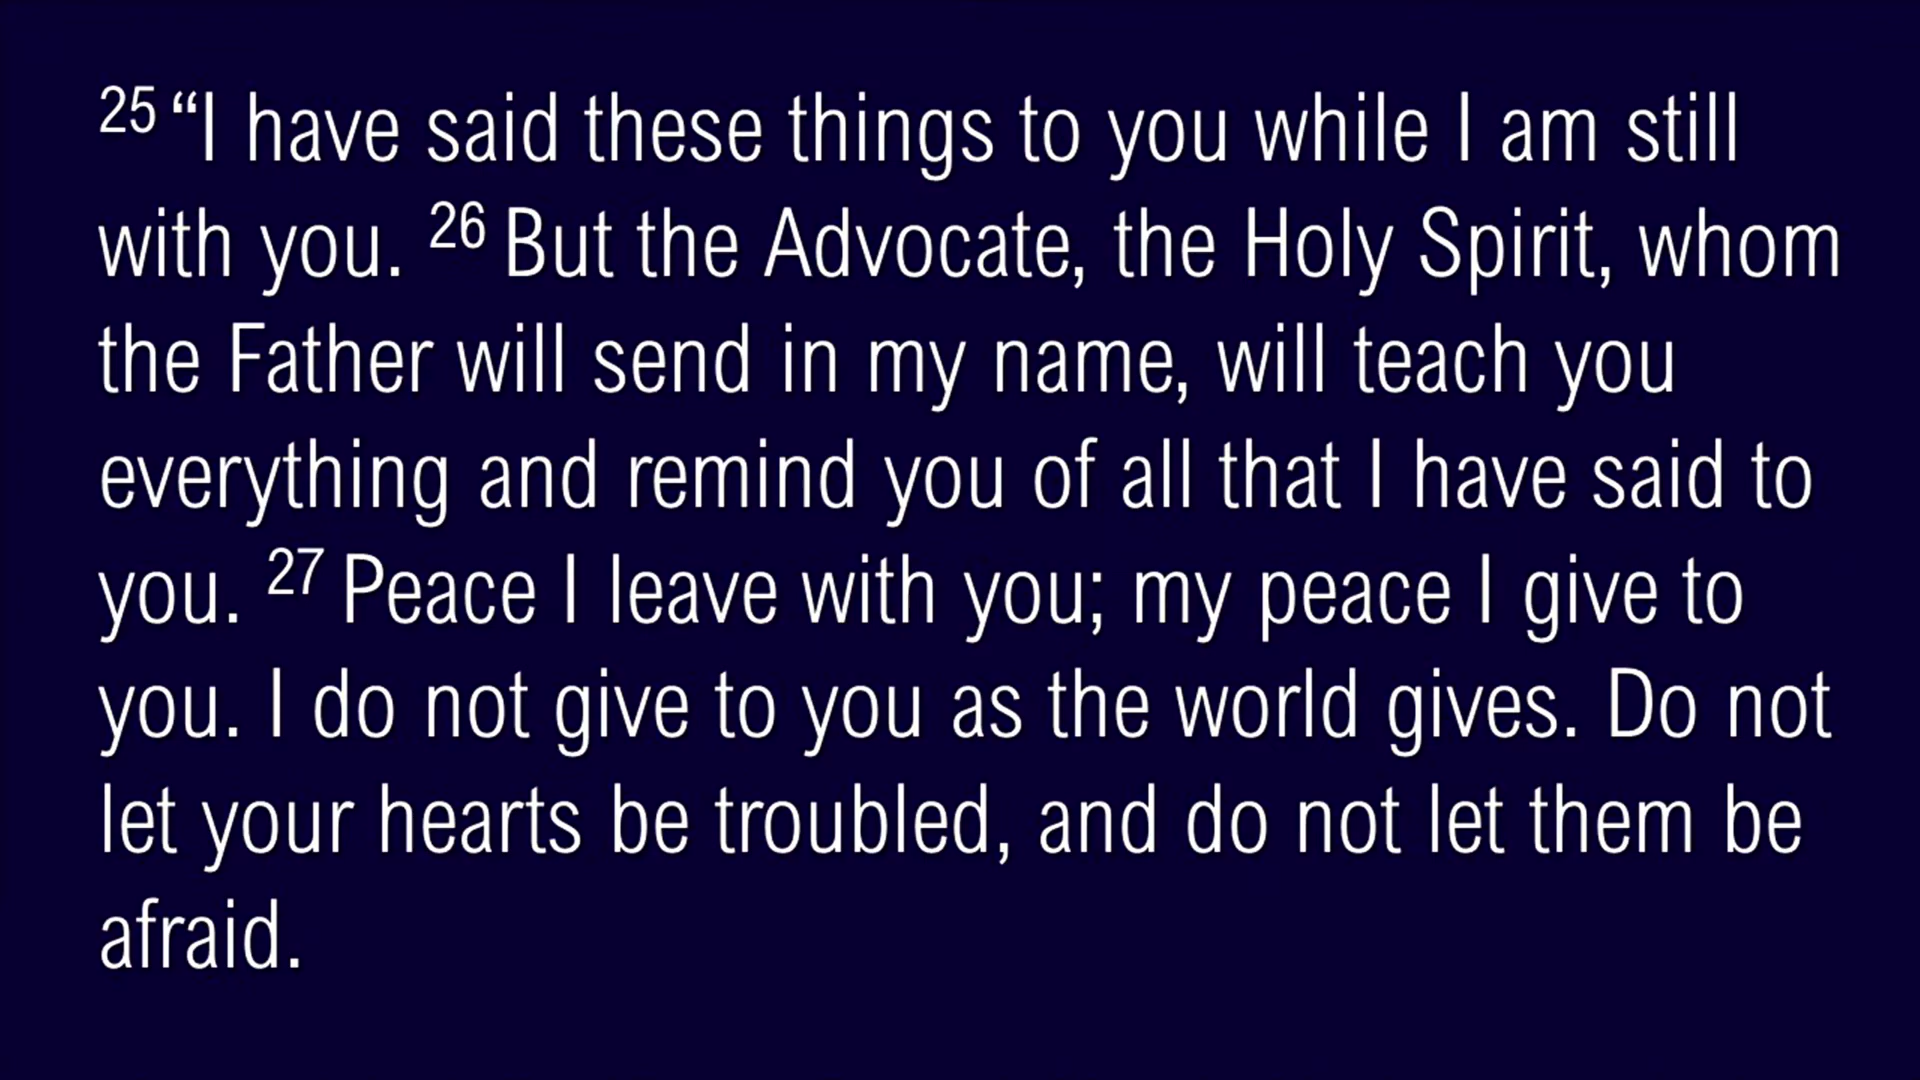 25 “I have said these things to you while I am still
with you. 26 But the Advocate, the Holy Spirit, whom
the Father will send in my name, will teach you
everything and remind you of all that I have said to
you. 27 Peace I leave with you; my peace I give to
you. I do not give to you as the world gives. Do not
let your hearts be troubled, and do not let them be
afraid.